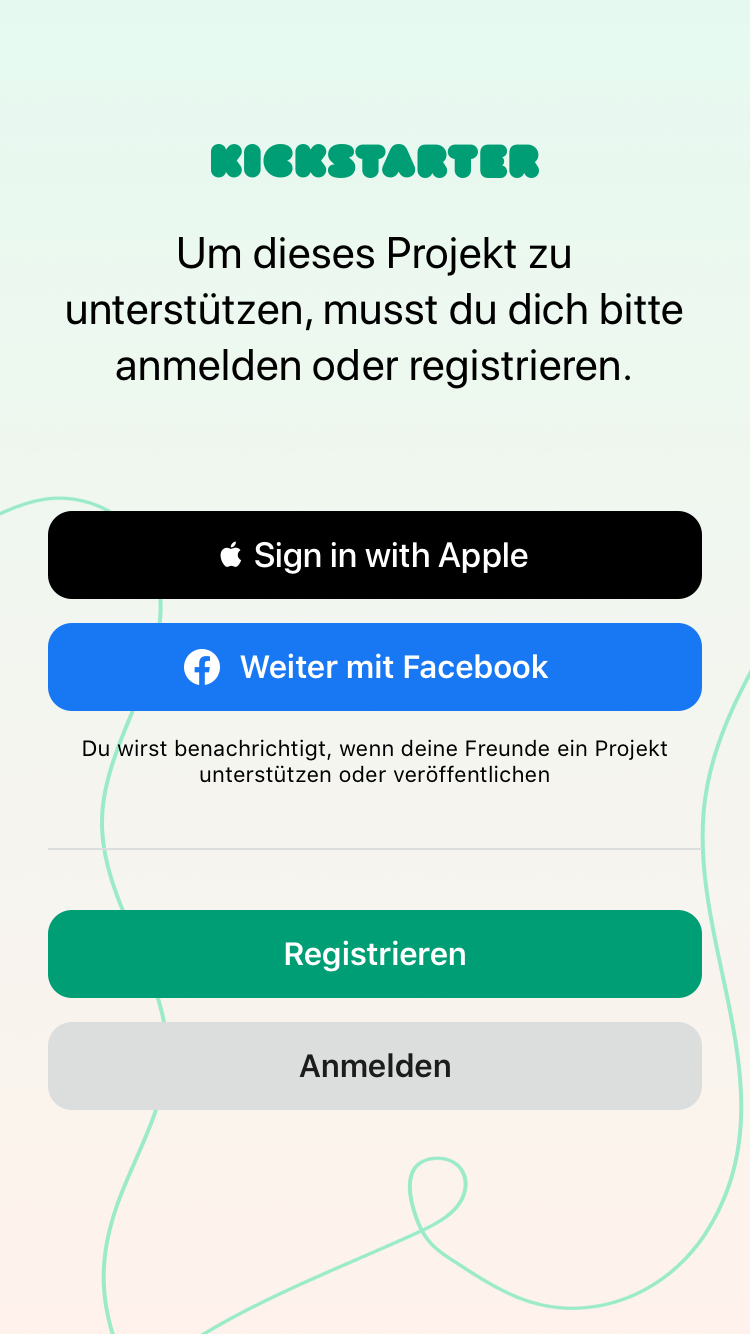 KICKSTARTER
Um dieses Projekt zu
unterstützen, musst du dich bitte
anmelden oder registrieren.
Sign in with Apple
Weiter mit Facebook
Du wirst benachrichtigt, wenn deine Freunde ein Projekt
unterstützen oder veröffentlichen
Registrieren
Anmelden